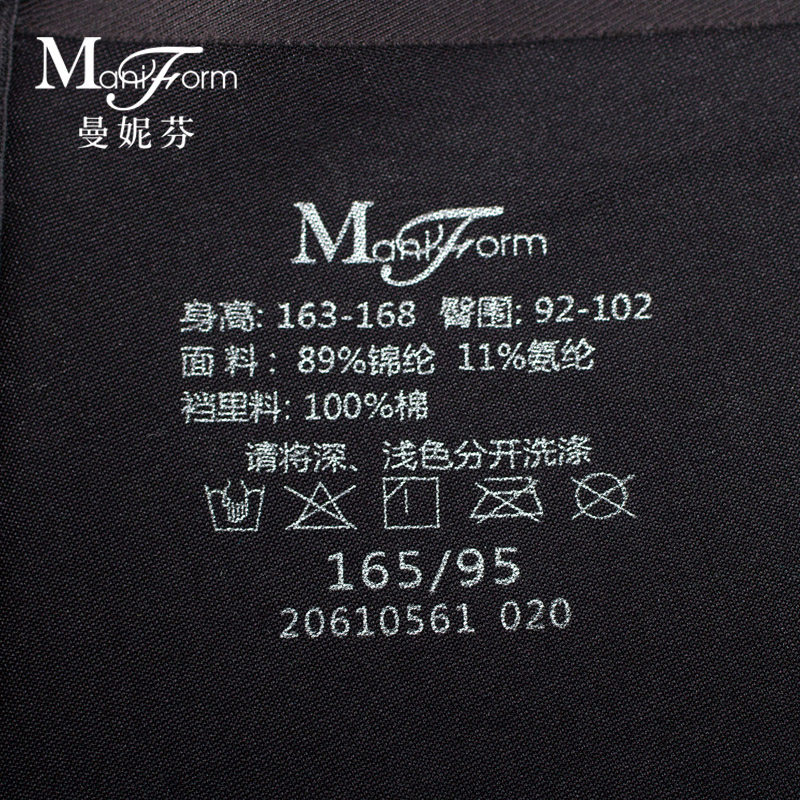 ManiForm
曼妮芬
ManiForm
身高: 163-168 臀围: 92-102
面料: 89%锦纶 11%氨纶
裆里料: 100%棉
请将深、浅色分开洗涤
165/95
20610561 020